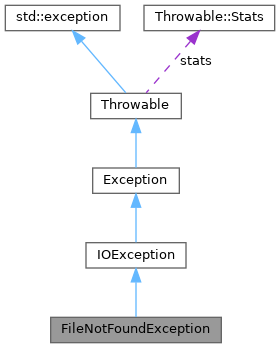 std::exception
Throwable::Stats
stats
Throwable
Exception
IOException
FileNotFoundException